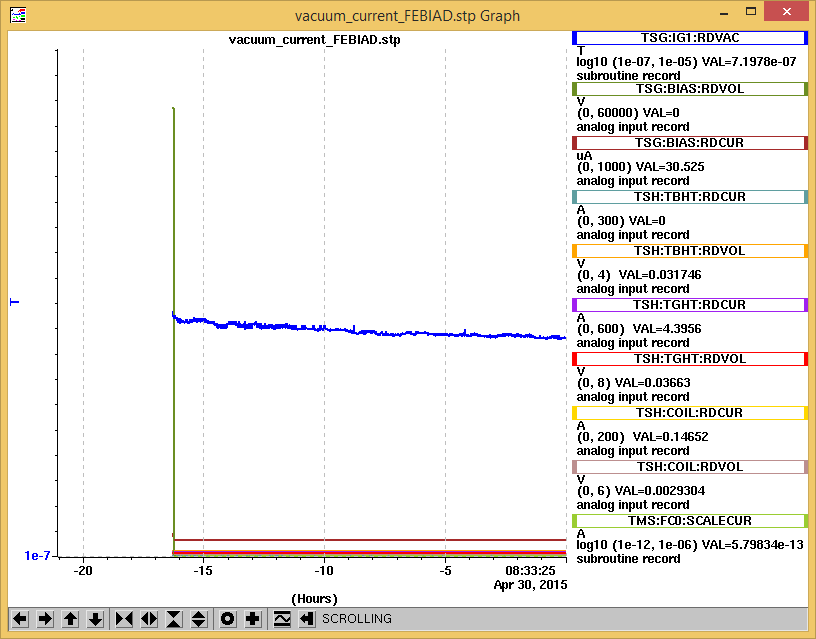 vacuum_current_FEBIAD.stp Graph
vacuum_current_FEBIAD.stp
T
1e-7
-20
-15
-10
-5
08:33:25
Apr 30, 2015
(Hours)
TSG:IG1:RDVAC
T
log10 (1e-07, 1e-05) VAL=7.1978e-07
subroutine record
TSG:BIAS:RDVOL
V
(0, 60000) VAL=0
analog input record
TSG:BIAS:RDCUR
uA
(0, 1000) VAL=30.525
analog input record
TSH:TBHT:RDCUR
A
(0, 300) VAL=0
analog input record
TSH:TBHT:RDVOL
V
(0, 4) VAL=0.031746
analog input record
TSH:TGHT:RDCUR
A
(0, 600) VAL=4.3956
analog input record
TSH:TGHT:RDVOL
V
(0, 8) VAL=0.03663
analog input record
TSH:COIL:RDCUR
A
(0, 200) VAL=0.14652
analog input record
TSH:COIL:RDVOL
V
(0, 6) VAL=0.0029304
analog input record
TMS:FC0:SCALECUR
A
log10 (1e-12, 1e-06) VAL=5.79834e-13
subroutine record
SCROLLING